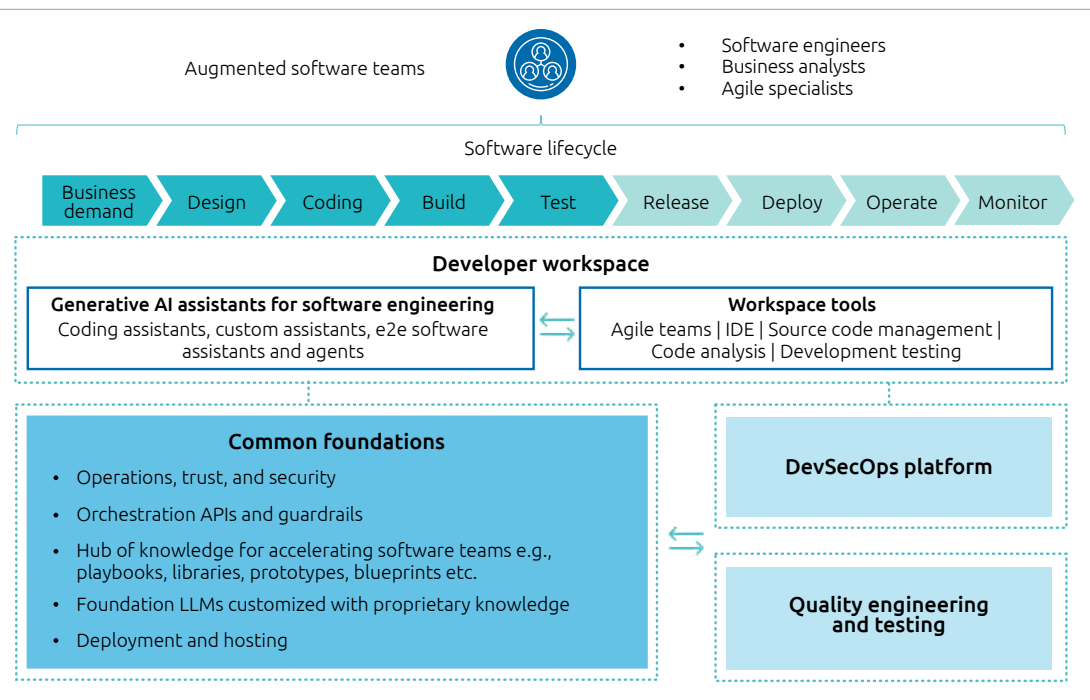 Augmented software teams
• Software engineers
• Business analysts
• Agile specialists
Software lifecycle
Business
demand
Design
Coding
Build
Test
Release
Deploy
Operate
Monitor
Developer workspace
Generative AI assistants for software engineering
Coding assistants, custom assistants, e2e software
assistants and agents
Workspace tools
Agile teams | IDE | Source code management |
Code analysis | Development testing
Common foundations
• Operations, trust, and security
• Orchestration APIs and guardrails
• Hub of knowledge for accelerating software teams e.g.,
playbooks, libraries, prototypes, blueprints etc.
• Foundation LLMs customized with proprietary knowledge
• Deployment and hosting
DevSecOps platform
Quality engineering
and testing